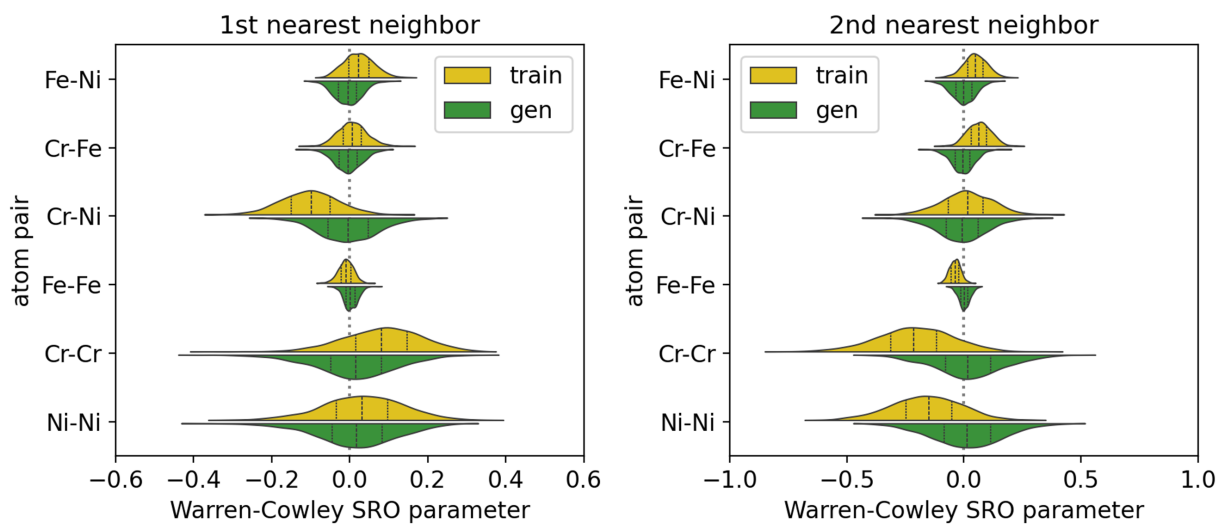 1st nearest neighbor
train
gen
atom pair
Fe-Ni
Cr-Fe
Cr-Ni
Fe-Fe
Cr-Cr
Ni-Ni
−0.6 −0.4 −0.2 0.0 0.2 0.4 0.6
Warren-Cowley SRO parameter
2nd nearest neighbor
train
gen
atom pair
Fe-Ni
Cr-Fe
Cr-Ni
Fe-Fe
Cr-Cr
Ni-Ni
−1.0 −0.5 0.0 0.5 1.0
Warren-Cowley SRO parameter